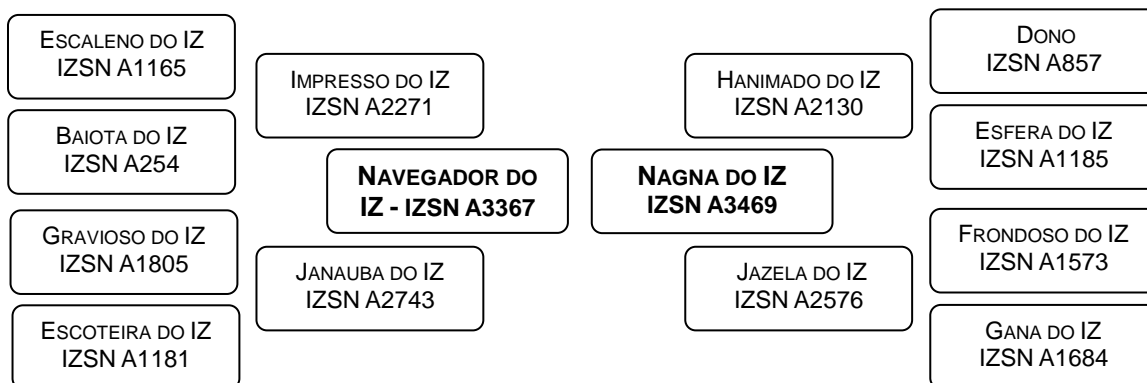 Escaleno do IZ
IZSN A1165
Baiota do IZ
IZSN A254
Gravioso do IZ
IZSN A1805
Escoteira do IZ
IZSN A1181
Impresso do IZ
IZSN A2271
Janauba do IZ
IZSN A2743
Navegador do
IZ - IZSN A3367
Nagna do IZ
IZSN A3469
Hanimado do IZ
IZSN A2130
Jazela do IZ
IZSN A2576
Dono
IZSN A857
Esfera do IZ
IZSN A1185
Frondoso do IZ
IZSN A1573
Gana do IZ
IZSN A1684